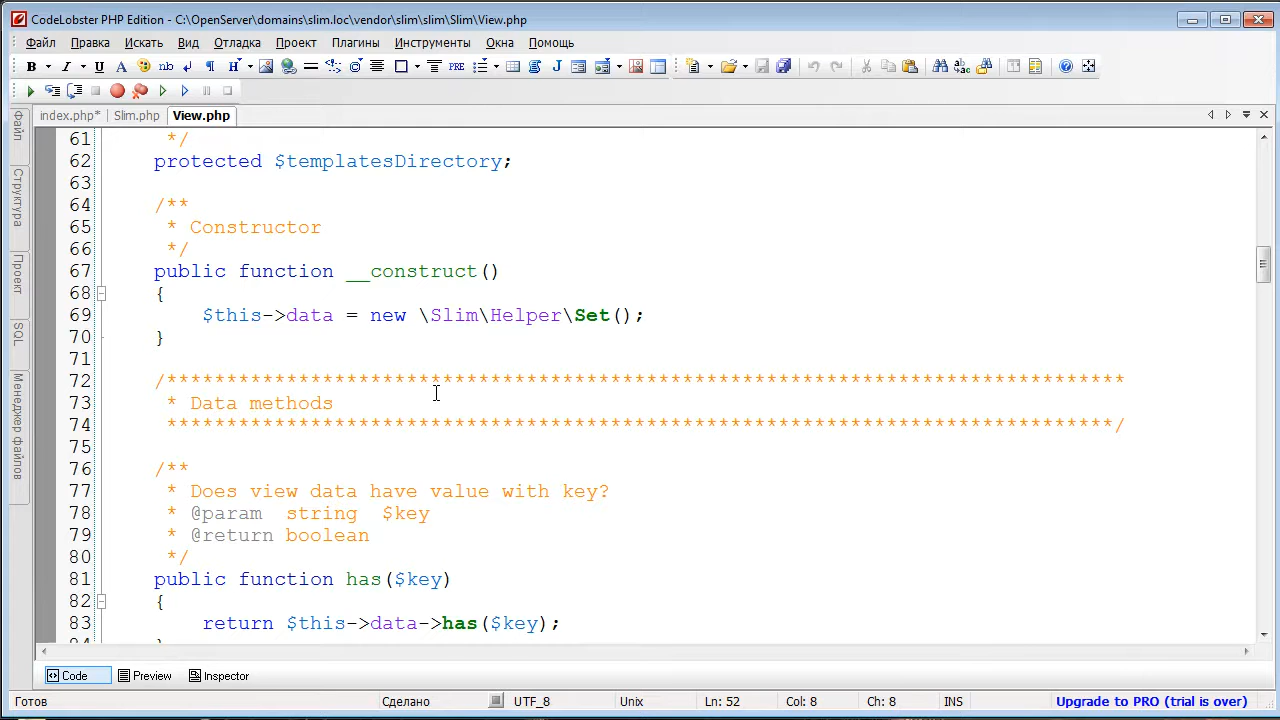 CodeLobster PHP Edition - C:\OpenServer\domains\slim.loc\vendor\slim\slim\Slim\View.php
Файл Правка Искать Вид Отладка Проект Плагины Инструменты Окна Помощь
B I U A nb ¶ H PRE J
index.php* Slim.php View.php
Файл
Структура
Проект
SQL
Менеджер файлов
61 */
62 protected $templatesDirectory;
63
64 /**
65 * Constructor
66 */
67 public function __construct()
68 {
69 $this->data = new \Slim\Helper\Set();
70 }
71
72 /********************************************************************************
73 * Data methods
74 *******************************************************************************/
75
76 /**
77 * Does view data have value with key?
78 * @param  string  $key
79 * @return boolean
80 */
81 public function has($key)
82 {
83 return $this->data->has($key);
84 }
Code Preview Inspector
Готов Сделано UTF_8 Unix Ln: 52 Col: 8 Ch: 8 INS Upgrade to PRO (trial is over)